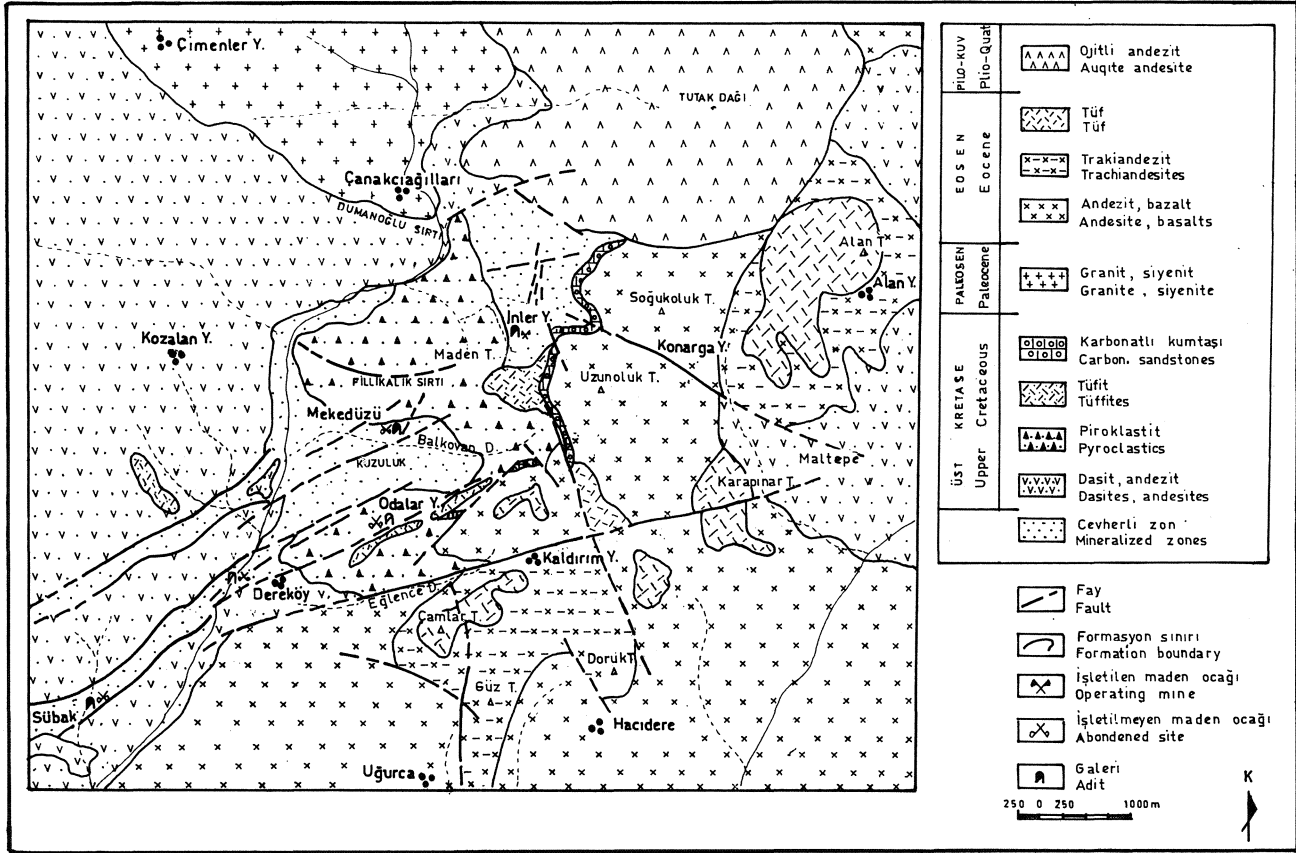 Çimenler Y.
TUTAK DAĞI
Çanakcıağılları
DUMANOĞLU SIRTI
Alan T.
Alan Y.
Soğukoluk T.
İnler Y.
Kozalan Y.
Maden T.
Konarga Y.
PİLLİKALIK SIRTI
Uzunoluk T.
Mekedüzü
Balkovan D.
KUZULUK
Maltepe
Karapınar T.
Odalar Y.
Kaldırım Y.
Dereköy
Eğlence D.
Çamlar T.
Doruk T.
Güz T.
Sübak
Hacıdere
Uğurca
PİLO-KUV
Plio-Quat
Ojitli andezit
Augite andesite
EOSEN
Eocene
Tüf
Tüf
Trakiandezit
Trachiandesites
Andezit, bazalt
Andesite, basalts
PALEOSEN
Paleocene
Granit, siyenit
Granite, siyenite
ÜST KRETASE
Upper Cretaceous
Karbonatlı kumtaşı
Carbon. sandstones
Tüfit
Tüffites
Piroklastit
Pyroclastics
Dasit, andezit
Dasites, andesites
Cevherli zon
Mineralized zones
Fay
Fault
Formasyon sınırı
Formation boundary
İşletilen maden ocağı
Operating mine
İşletilmeyen maden ocağı
Abondened site
Galeri
Adit
250 0 250 1000m
K